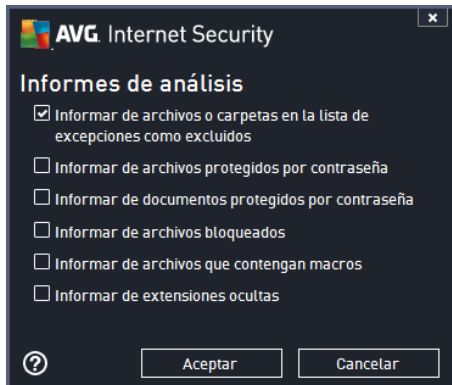 AVG. Internet Security
Informes de análisis
Informar de archivos o carpetas en la lista de
excepciones como excluidos
Informar de archivos protegidos por contraseña
Informar de documentos protegidos por contraseña
Informar de archivos bloqueados
Informar de archivos que contengan macros
Informar de extensiones ocultas
Aceptar
Cancelar